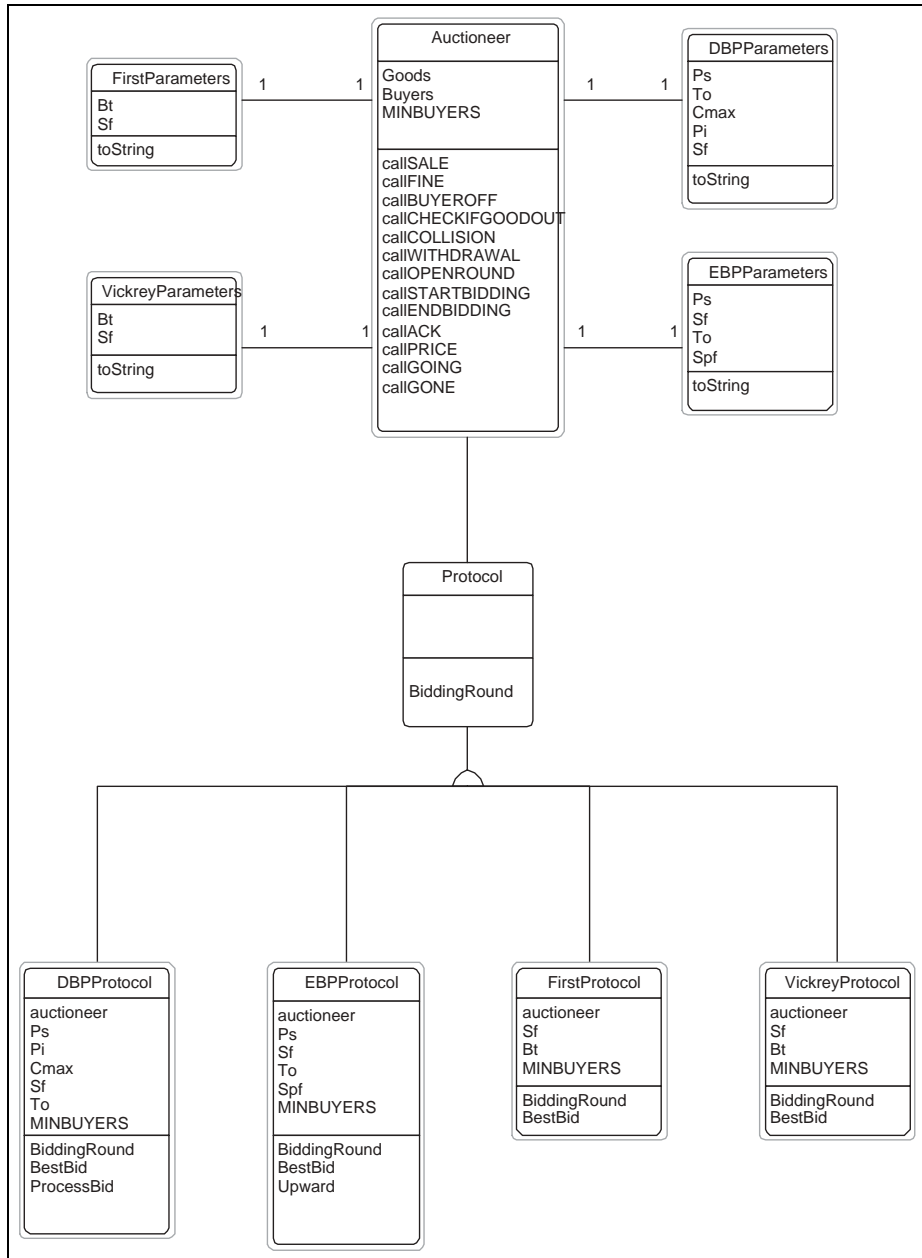 Auctioneer
Goods
Buyers
MINBUYERS
callSALE
callFINE
callBUYEROFF
callCHECKIFGOODOUT
callCOLLISION
callWITHDRAWAL
callOPENROUND
callSTARTBIDDING
callENDBIDDING
callACK
callPRICE
callGOING
callGONE
FirstParameters
Bt
Sf
toString
1
1
VickreyParameters
Bt
Sf
toString
1
1
DBPParameters
Ps
To
Cmax
Pi
Sf
toString
1
1
EBPParameters
Ps
Sf
To
Spf
toString
1
1
Protocol
BiddingRound
DBPProtocol
auctioneer
Ps
Pi
Cmax
Sf
To
MINBUYERS
BiddingRound
BestBid
ProcessBid
EBPProtocol
auctioneer
Ps
Sf
To
Spf
MINBUYERS
BiddingRound
BestBid
Upward
FirstProtocol
auctioneer
Sf
Bt
MINBUYERS
BiddingRound
BestBid
VickreyProtocol
auctioneer
Sf
Bt
MINBUYERS
BiddingRound
BestBid